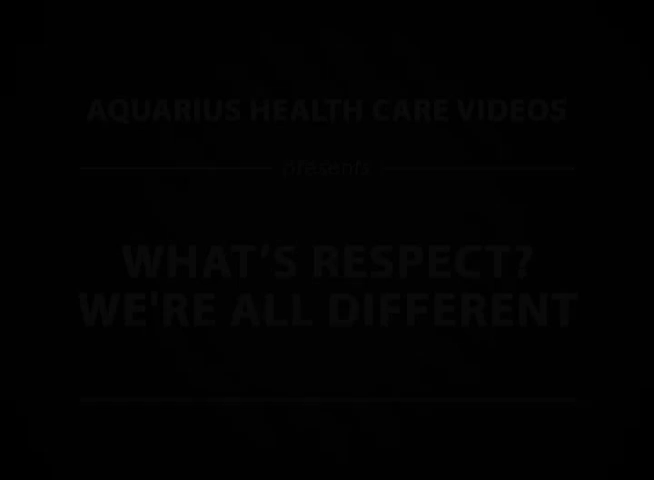 AQUARIUS HEALTH CARE VIDEOS
presents
WHAT'S RESPECT?
WE'RE ALL DIFFERENT